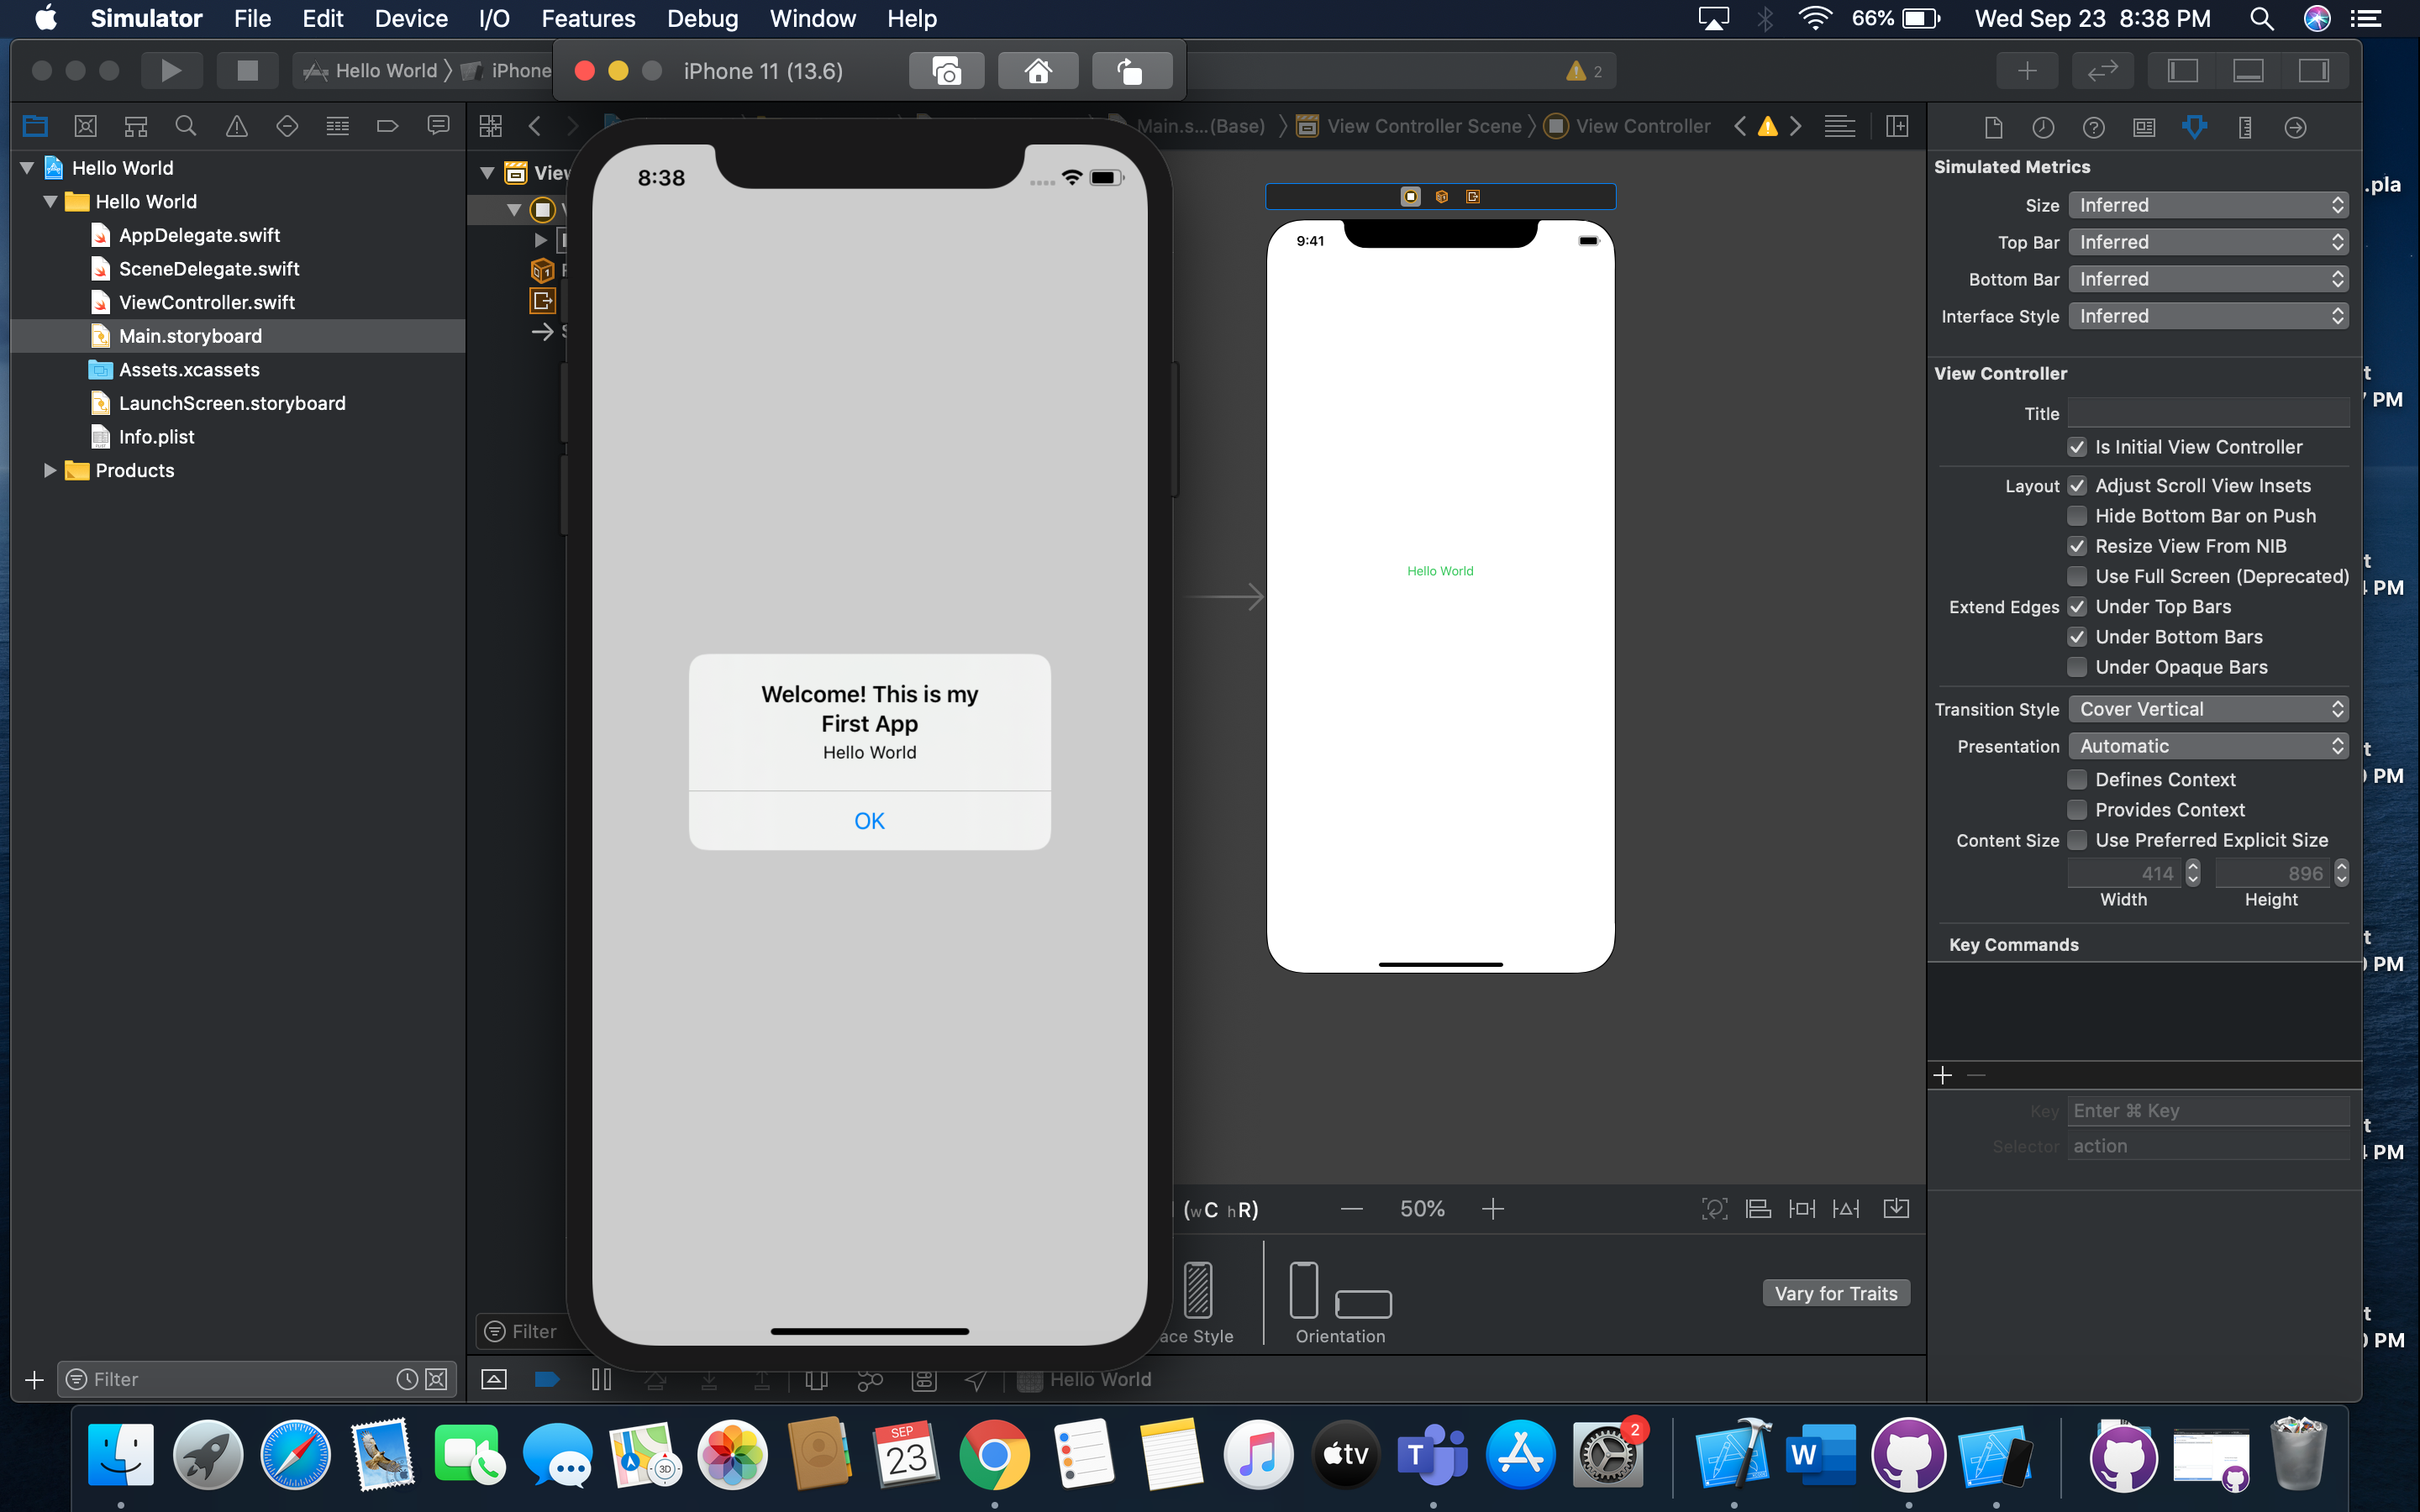 Simulator File Edit Device I/O Features Debug Window Help 66% Wed Sep 23 8:38 PM
Hello World iPhone
iPhone 11 (13.6)
2
Main.s...(Base) View Controller Scene View Controller
Hello World
Hello World
AppDelegate.swift
SceneDelegate.swift
ViewController.swift
Main.storyboard
Assets.xcassets
LaunchScreen.storyboard
Info.plist
Products
Filter
Filter
8:38
Welcome! This is my
First App
Hello World
OK
9:41
Hello World
(wC hR)
50%
Orientation
Vary for Traits
Hello World
Simulated Metrics
Size Inferred
Top Bar Inferred
Bottom Bar Inferred
Interface Style Inferred
View Controller
Title
Is Initial View Controller
Layout Adjust Scroll View Insets
Hide Bottom Bar on Push
Resize View From NIB
Use Full Screen (Deprecated)
Extend Edges Under Top Bars
Under Bottom Bars
Under Opaque Bars
Transition Style Cover Vertical
Presentation Automatic
Defines Context
Provides Context
Content Size Use Preferred Explicit Size
414 896
Width Height
Key Commands
Key Enter ⌘ Key
Selector action
.pla
PM
PM
PM
PM
PM
PM
SEP
23
3D
tv
T
2
W